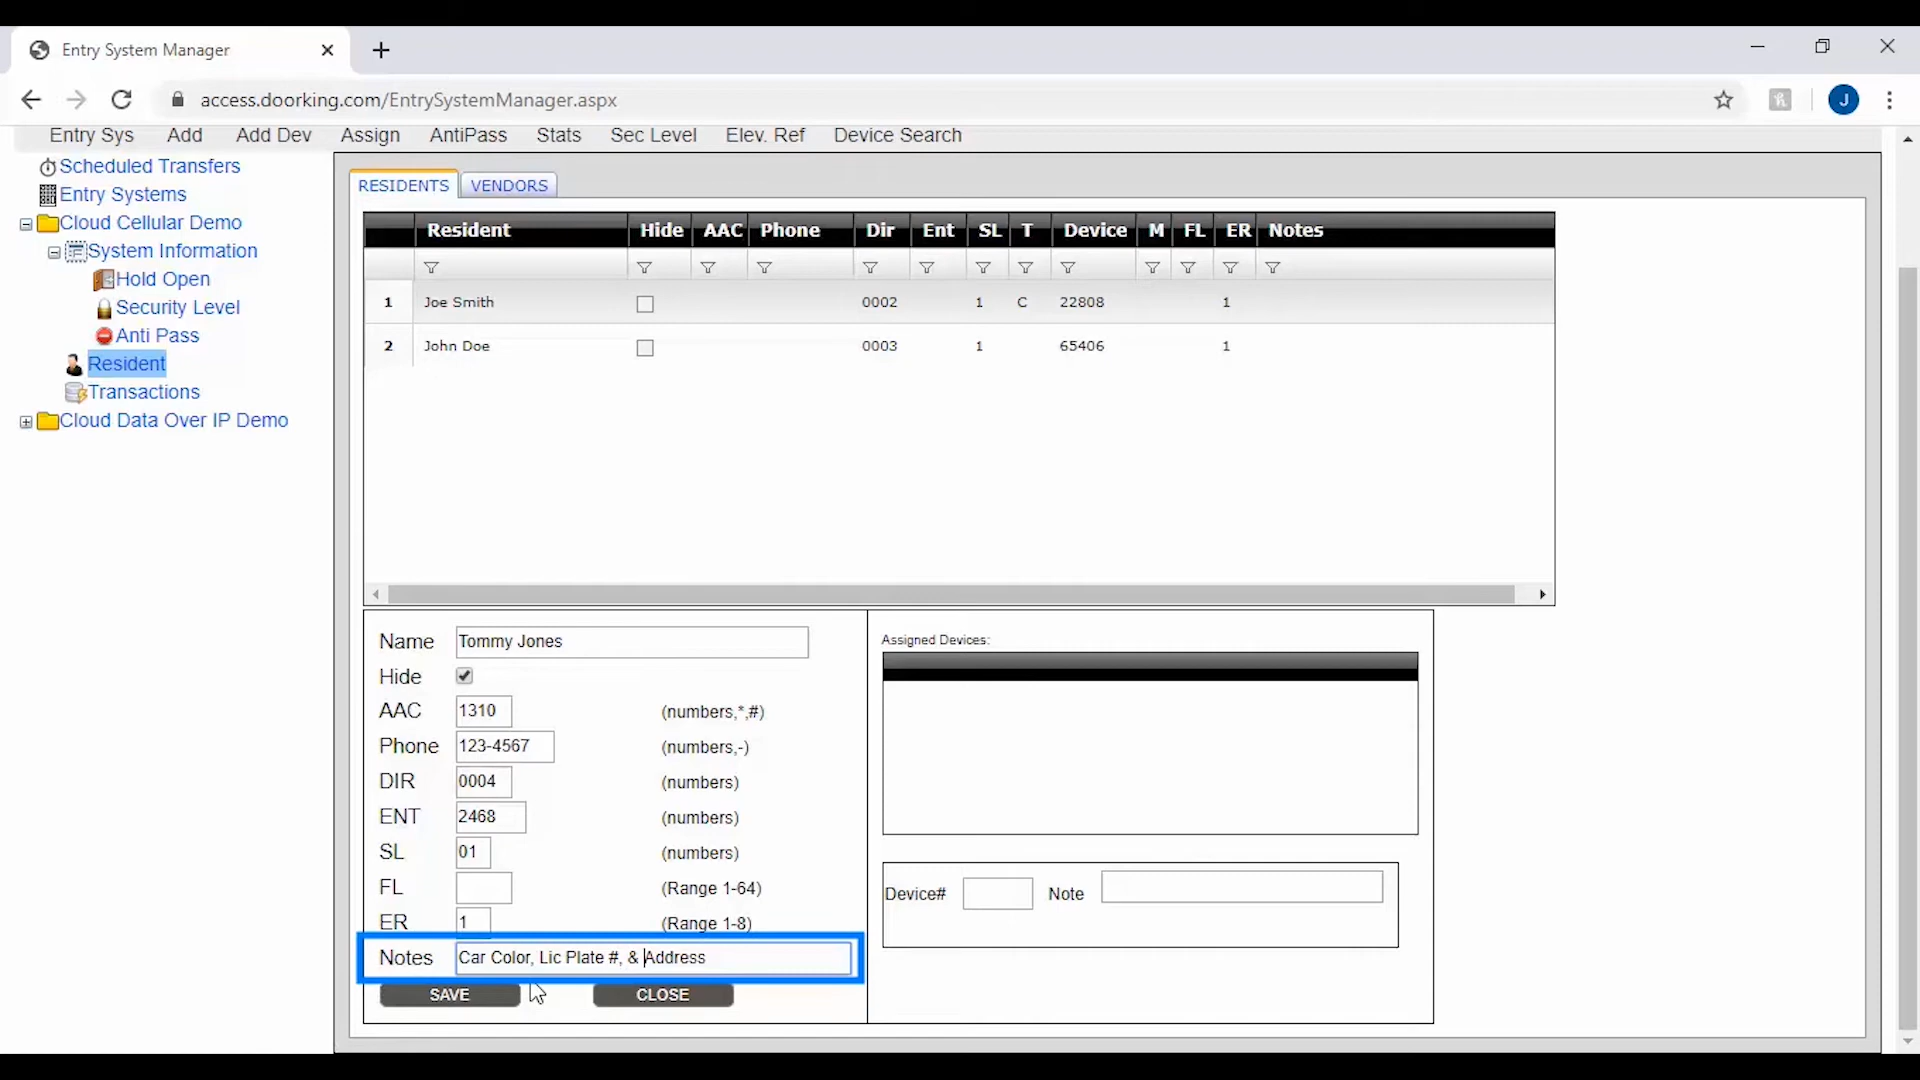 Entry System Manager
access.doorking.com/EntrySystemManager.aspx
J
Entry Sys Add Add Dev Assign AntiPass Stats Sec Level Elev. Ref Device Search
Scheduled Transfers
Entry Systems
Cloud Cellular Demo
System Information
Hold Open
Security Level
Anti Pass
Resident
Transactions
Cloud Data Over IP Demo
RESIDENTS VENDORS
Resident Hide AAC Phone Dir Ent SL T Device M FL ER Notes
1 Joe Smith 0002 1 C 22808 1
2 John Doe 0003 1 65406 1
Name Tommy Jones
Hide
AAC 1310 (numbers,*,#)
Phone 123-4567 (numbers,-)
DIR 0004 (numbers)
ENT 2468 (numbers)
SL 01 (numbers)
FL (Range 1-64)
ER 1 (Range 1-8)
Notes Car Color, Lic Plate #, & Address
SAVE CLOSE
Assigned Devices:
Device# Note